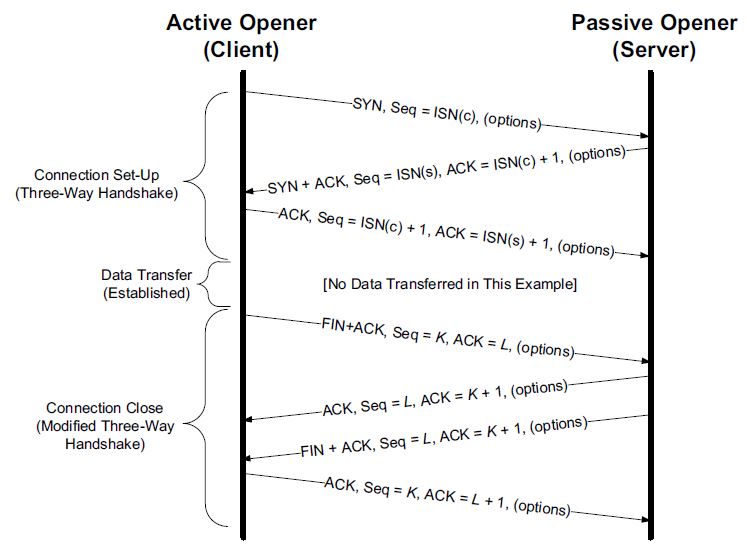 Active Opener
(Client)
Passive Opener
(Server)
SYN, Seq = ISN(c), (options)
Connection Set-Up
(Three-Way Handshake)
SYN + ACK, Seq = ISN(s), ACK = ISN(c) + 1, (options)
ACK, Seq = ISN(c) + 1, ACK = ISN(s) + 1, (options)
Data Transfer
(Established)
[No Data Transferred in This Example]
FIN+ACK, Seq = K, ACK = L, (options)
Connection Close
(Modified Three-Way
Handshake)
ACK, Seq = L, ACK = K + 1, (options)
FIN + ACK, Seq = L, ACK = K + 1, (options)
ACK, Seq = K, ACK = L + 1, (options)